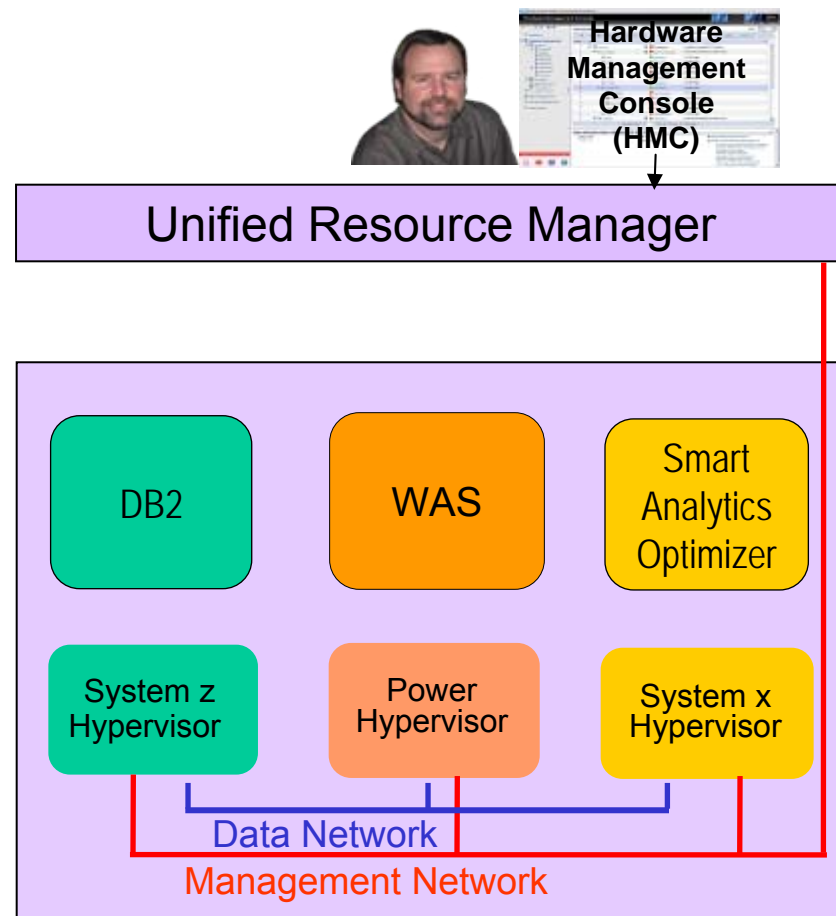 Hardware
Management
Console
(HMC)
Unified Resource Manager
DB2
WAS
Smart
Analytics
Optimizer
System z
Hypervisor
Power
Hypervisor
System x
Hypervisor
Data Network
Management Network